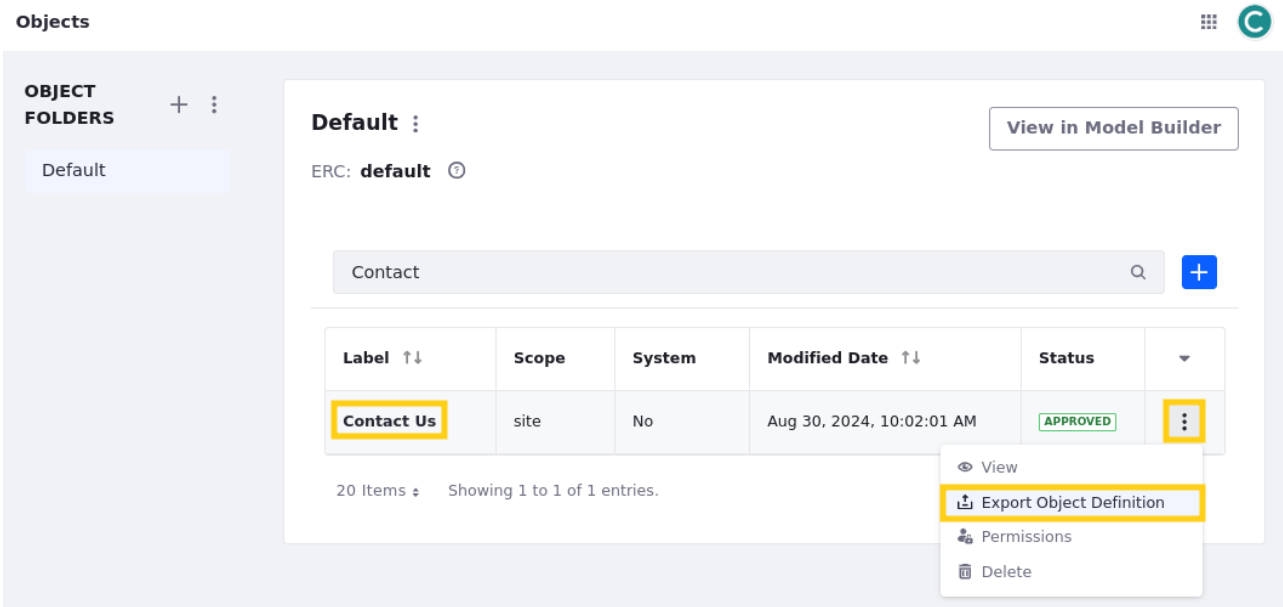 Objects
C
OBJECT
FOLDERS
Default
Default
View in Model Builder
ERC: default
Contact
Label Scope System Modified Date Status
Contact Us site No Aug 30, 2024, 10:02:01 AM APPROVED
20 Items Showing 1 to 1 of 1 entries.
View
Export Object Definition
Permissions
Delete